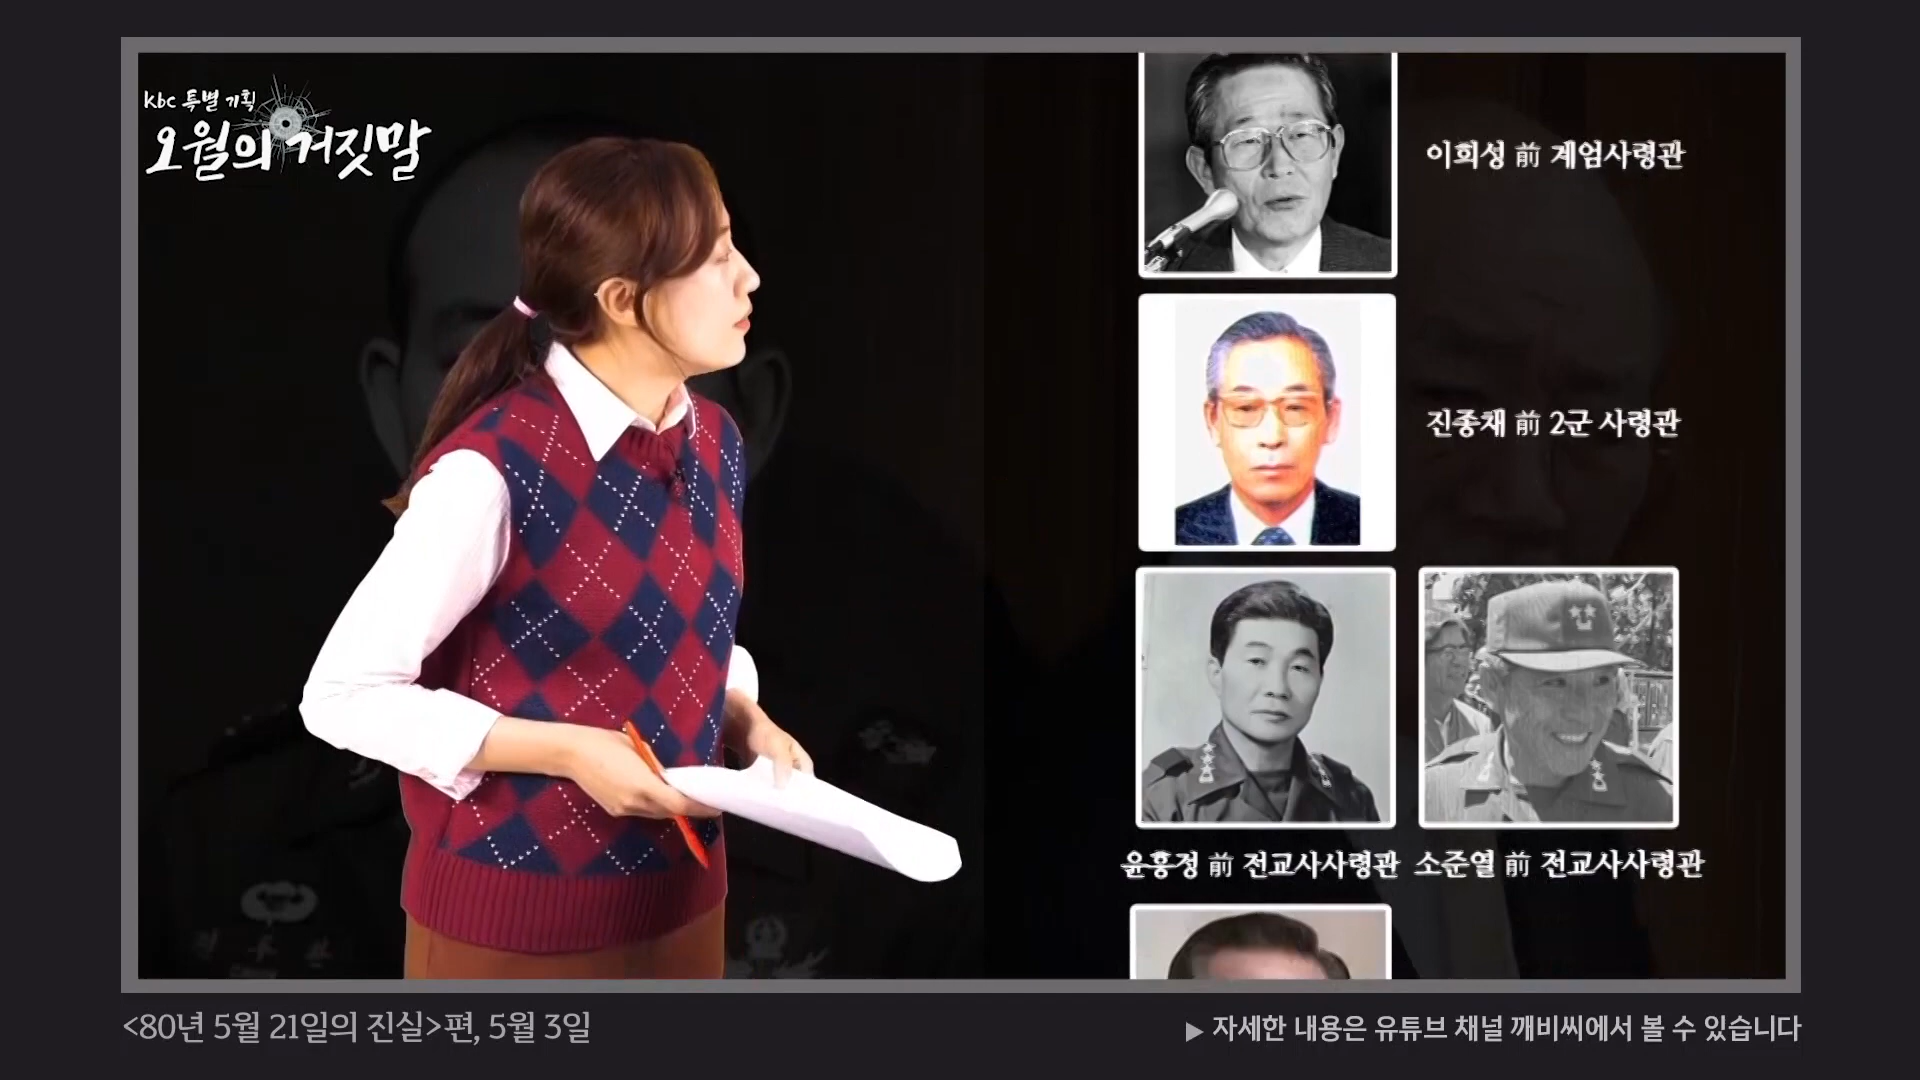 kbc 특별 기획
오월의 거짓말
이희성 前 계엄사령관
진종채 前 2군 사령관
윤흥정 前 전교사사령관
소준열 前 전교사사령관
<80년 5월 21일의 진실>편, 5월 3일
▶ 자세한 내용은 유튜브 채널 깨비씨에서 볼 수 있습니다